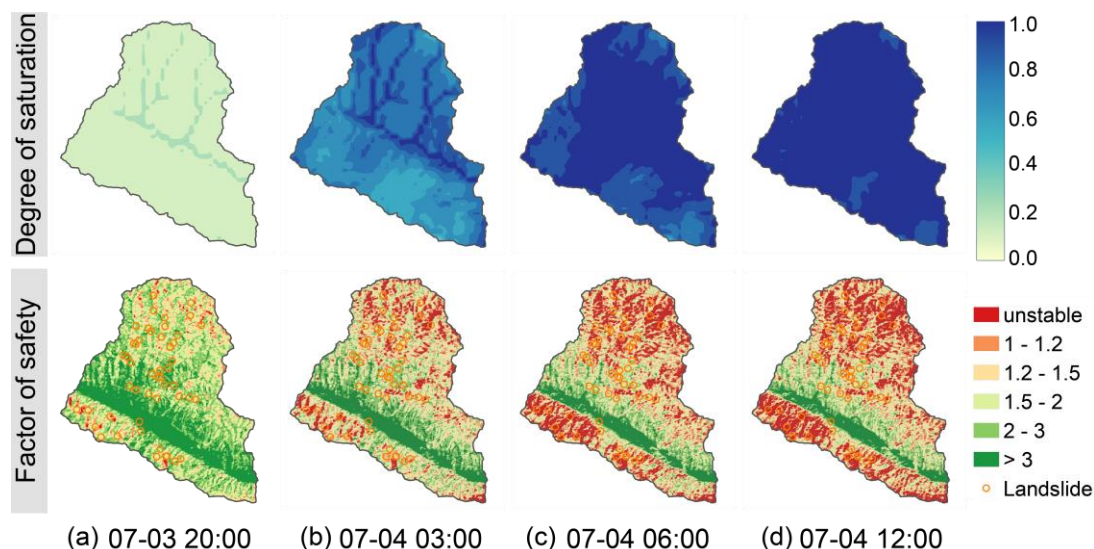 Degree of saturation
1.0
0.8
0.6
0.4
0.2
0.0
Factor of safety
unstable
1 - 1.2
1.2 - 1.5
1.5 - 2
2 - 3
> 3
Landslide
(a) 07-03 20:00
(b) 07-04 03:00
(c) 07-04 06:00
(d) 07-04 12:00